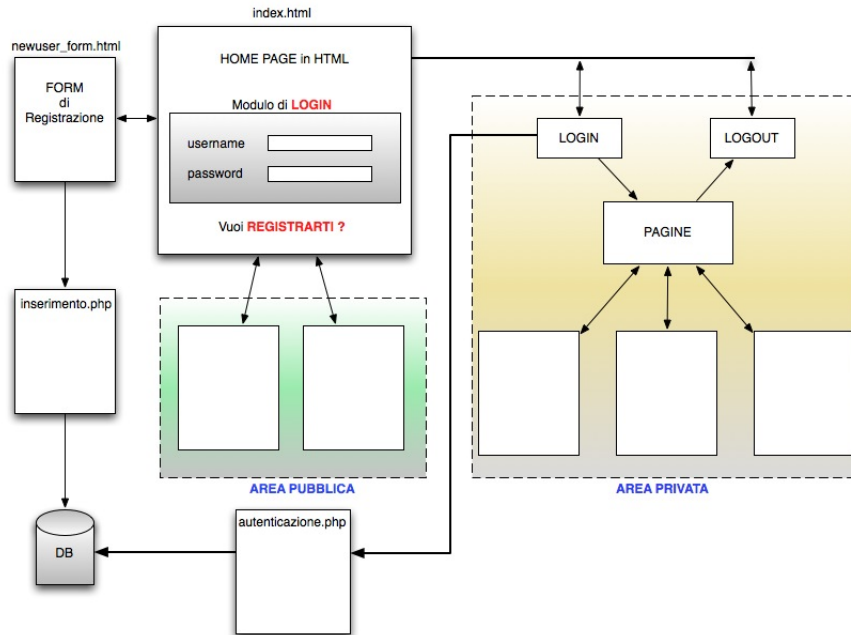 index.html
newuser_form.html
HOME PAGE in HTML
FORM
di
Registrazione
Modulo di LOGIN
username
password
Vuoi REGISTRARTI ?
LOGIN
LOGOUT
PAGINE
inserimento.php
AREA PUBBLICA
AREA PRIVATA
autenticazione.php
DB